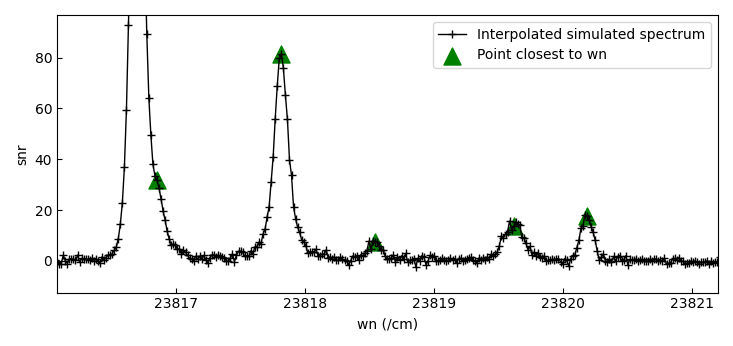 Interpolated simulated spectrum
Point closest to wn
80
60
40
20
0
snr
23817 23818 23819 23820 23821
wn (/cm)